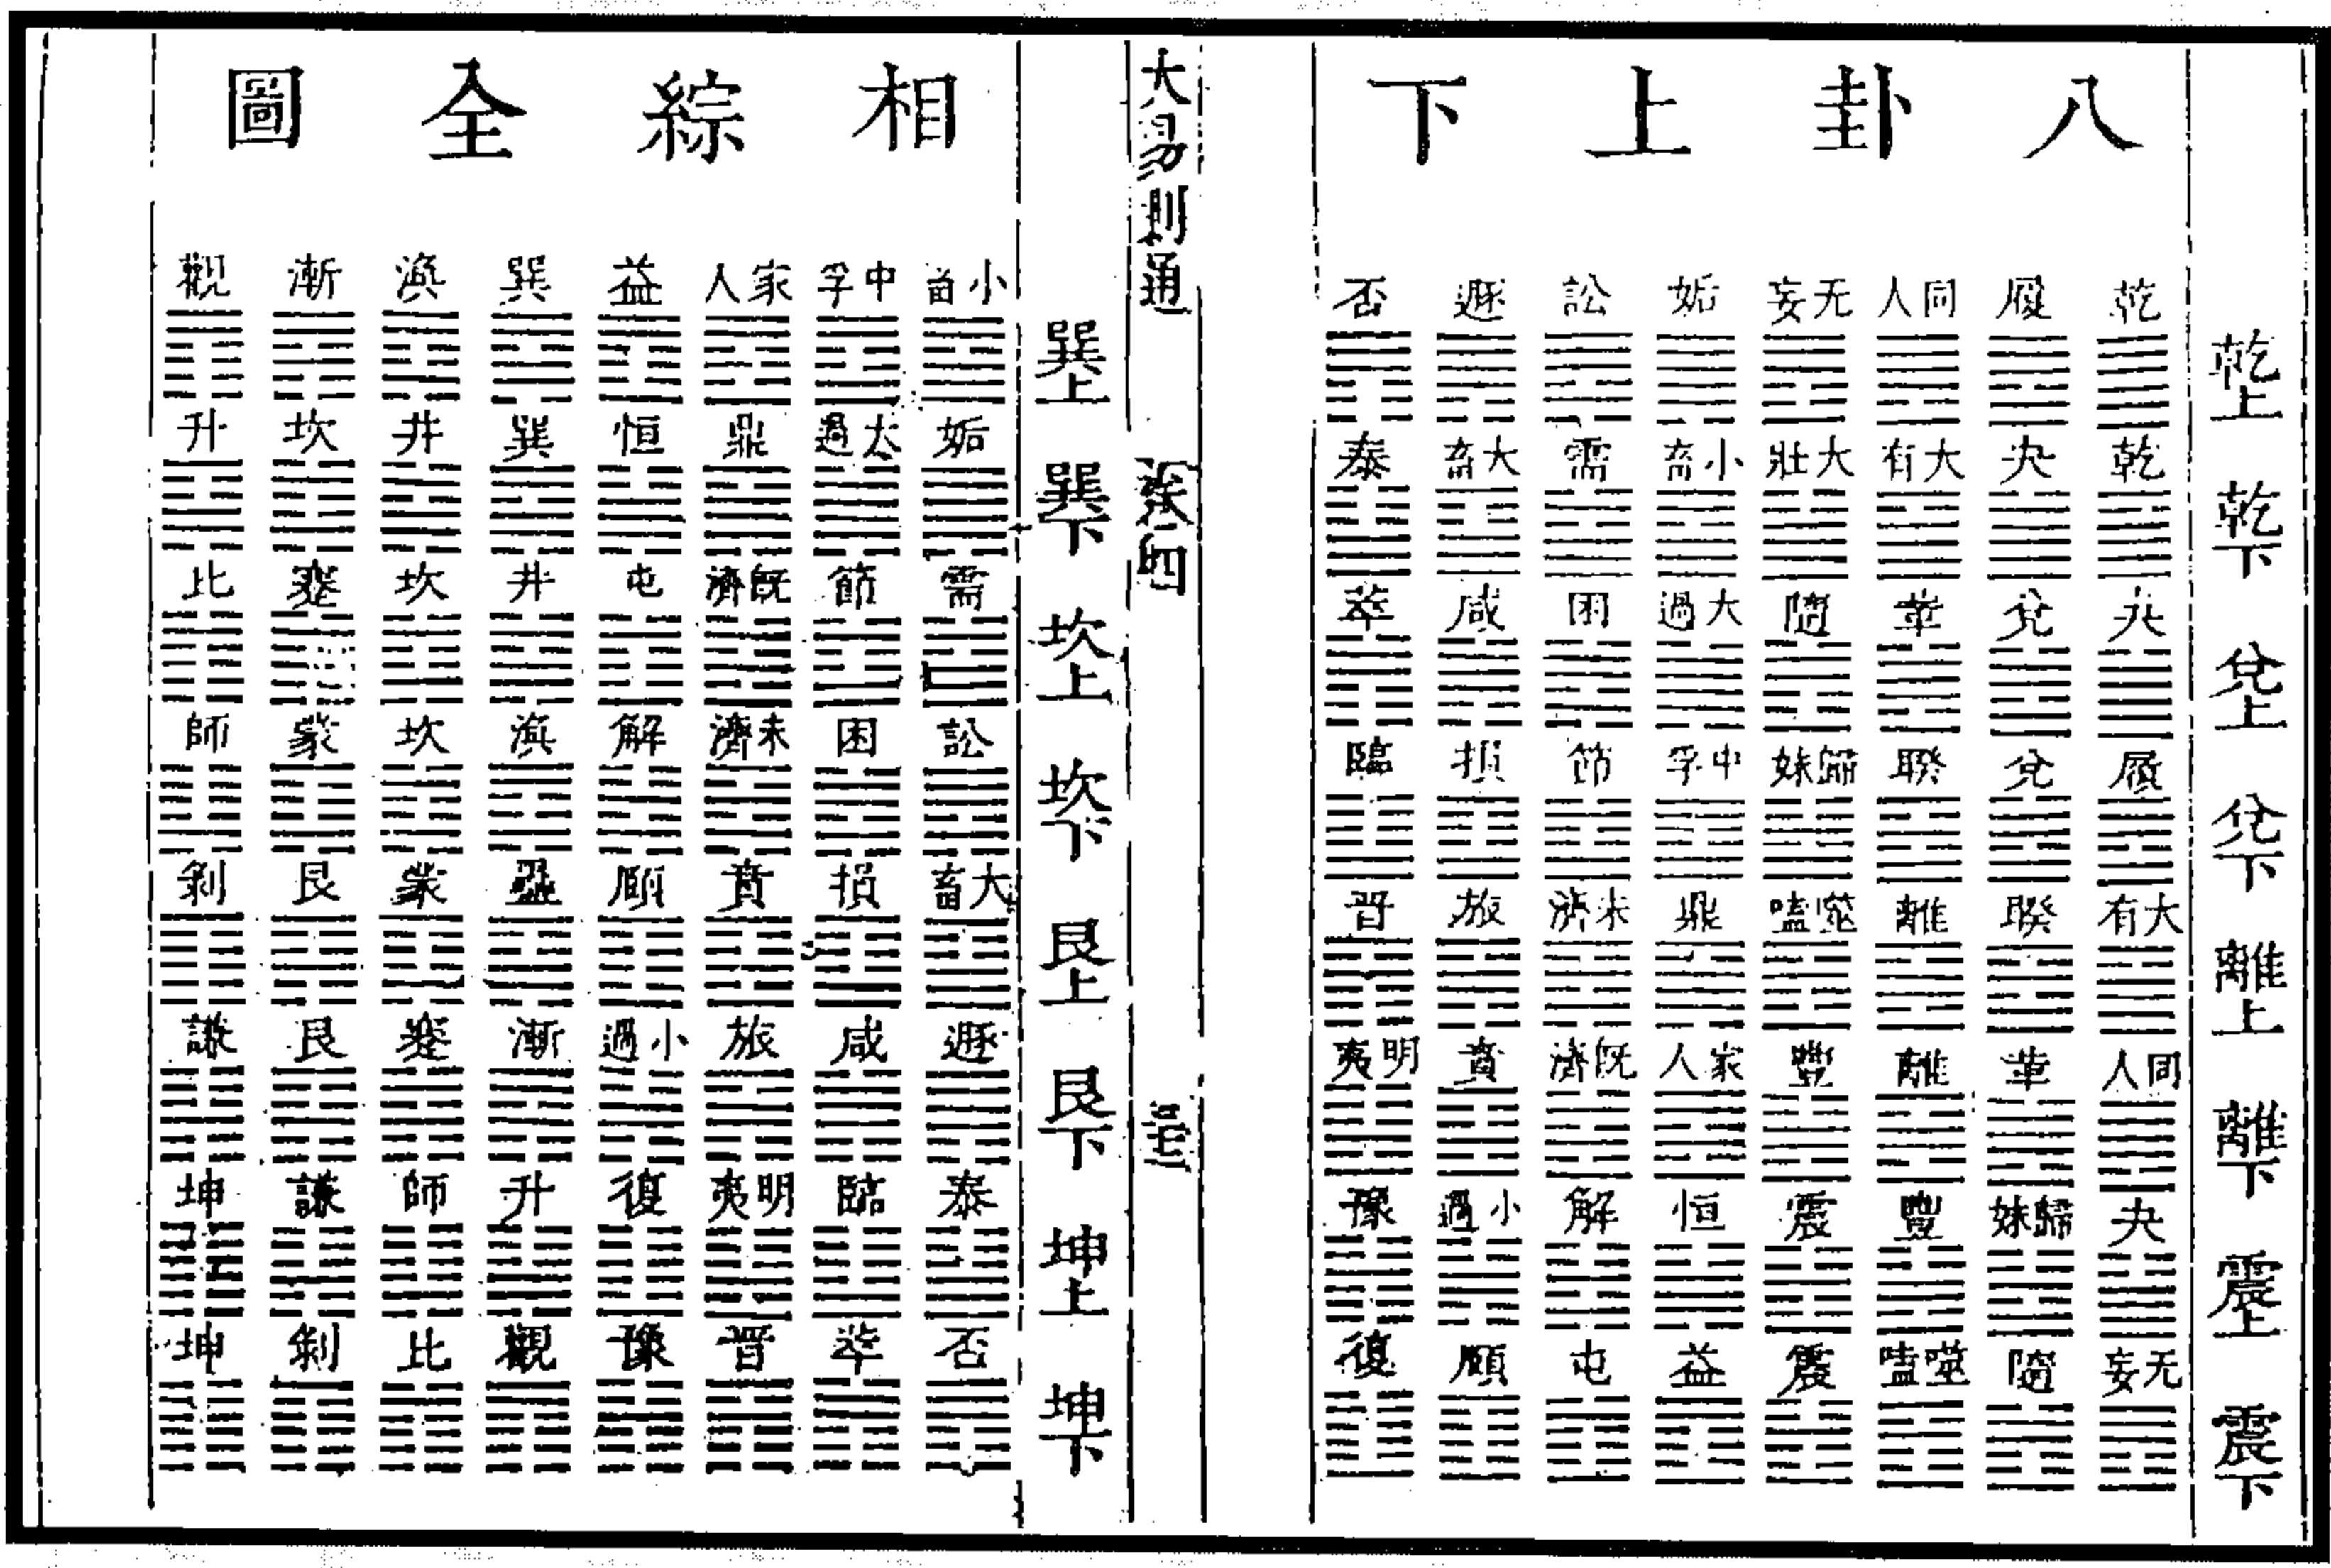 八卦上下
乾上 乾 履 同人 无妄 姤 訟 遯 否
乾下 乾 夬 大有 大壯 小畜 需 大畜 泰
兌上 夬 兌 革 隨 大過 困 咸 萃
兌下 履 兌 睽 歸妹 中孚 節 損 臨
離上 大有 睽 離 噬嗑 鼎 未濟 旅 晉
離下 同人 革 離 豐 家人 既濟 賁 明夷
震上 夬 歸妹 豐 震 恒 解 小過 豫
震下 无妄 隨 噬嗑 震 益 屯 頤 復
大易則通
卷四
相綜全圖
巽上 小畜 中孚 家人 益 巽 渙 漸 觀
巽下 姤 太過 鼎 恒 巽 井 坎 升
坎上 需 節 既濟 屯 井 坎 蹇 比
坎下 訟 困 未濟 解 渙 坎 蒙 師
艮上 大畜 損 賁 頤 蠱 蒙 艮 剝
艮下 遯 咸 旅 小過 漸 蹇 艮 謙
坤上 泰 臨 明夷 復 升 師 謙 坤
坤下 否 萃 晉 豫 觀 比 剝 坤